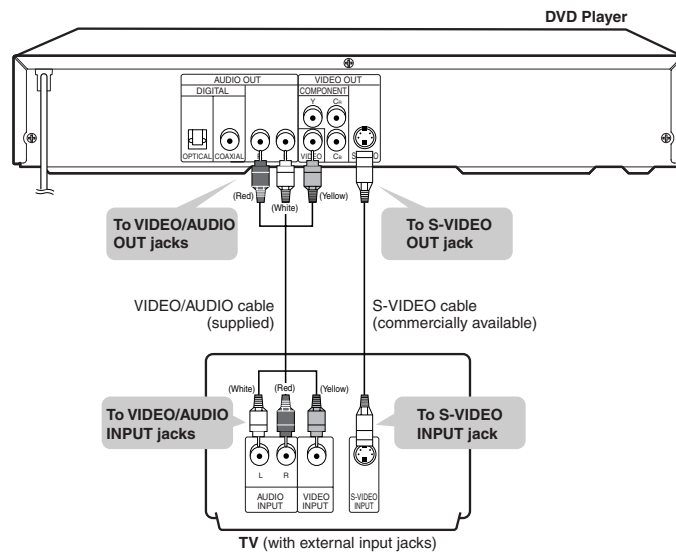 DVD Player
AUDIO OUT
VIDEO OUT
DIGITAL
COMPONENT
Y
CR
OPTICAL
COAXIAL
VIDEO
CB
(Red)
(White)
(Yellow)
To VIDEO/AUDIO
OUT jacks
To S-VIDEO
OUT jack
VIDEO/AUDIO cable
(supplied)
S-VIDEO cable
(commercially available)
(White)
(Red)
(Yellow)
To VIDEO/AUDIO
INPUT jacks
To S-VIDEO
INPUT jack
L
R
AUDIO
INPUT
VIDEO
INPUT
S-VIDEO
INPUT
TV (with external input jacks)